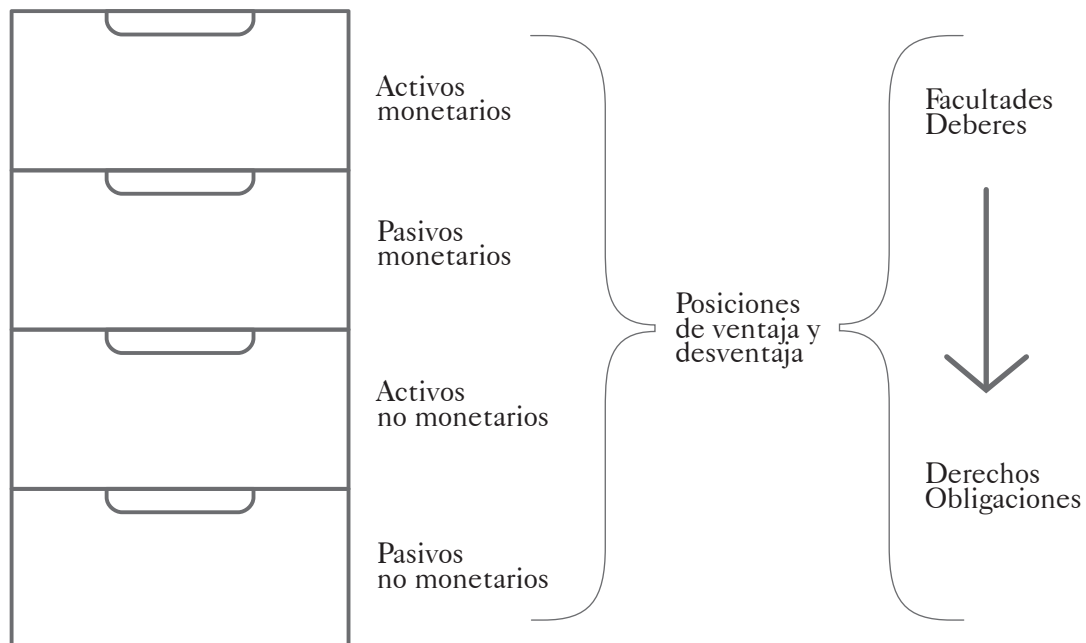 Activos
monetarios
Pasivos
monetarios
Activos
no monetarios
Pasivos
no monetarios
Posiciones
de ventaja y
desventaja
Facultades
Deberes
Derechos
Obligaciones